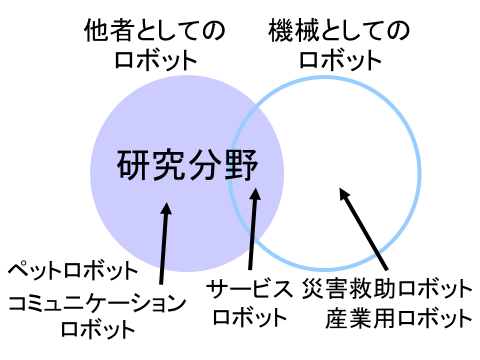 他者としての
ロボット
機械としての
ロボット
研究分野
ペットロボット
コミュニケーション
ロボット
サービス
ロボット
災害救助ロボット
産業用ロボット